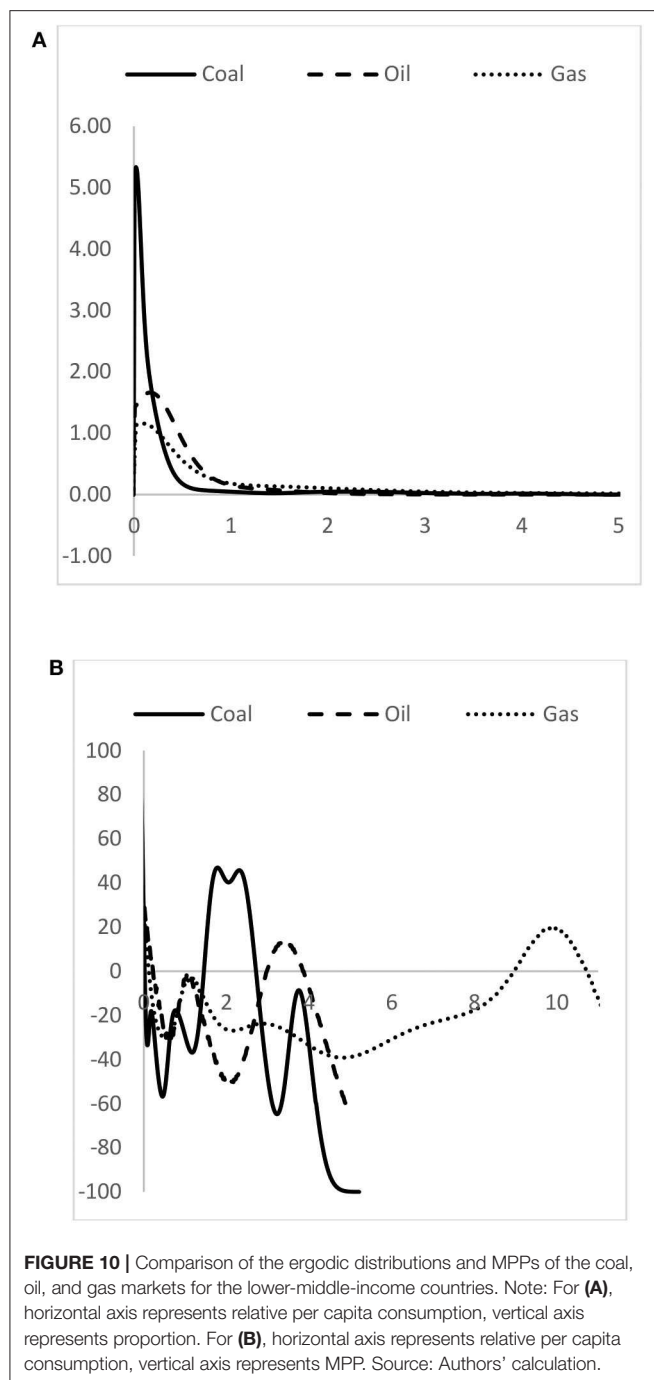 A
Coal Oil Gas
6.00
5.00
4.00
3.00
2.00
1.00
0.00
0 1 2 3 4 5
-1.00
B
Coal Oil Gas
100
80
60
40
20
0
0 2 4 6 8 10
-20
-40
-60
-80
-100
FIGURE 10 | Comparison of the ergodic distributions and MPPs of the coal,
oil, and gas markets for the lower-middle-income countries. Note: For (A),
horizontal axis represents relative per capita consumption, vertical axis
represents proportion. For (B), horizontal axis represents relative per capita
consumption, vertical axis represents MPP. Source: Authors' calculation.